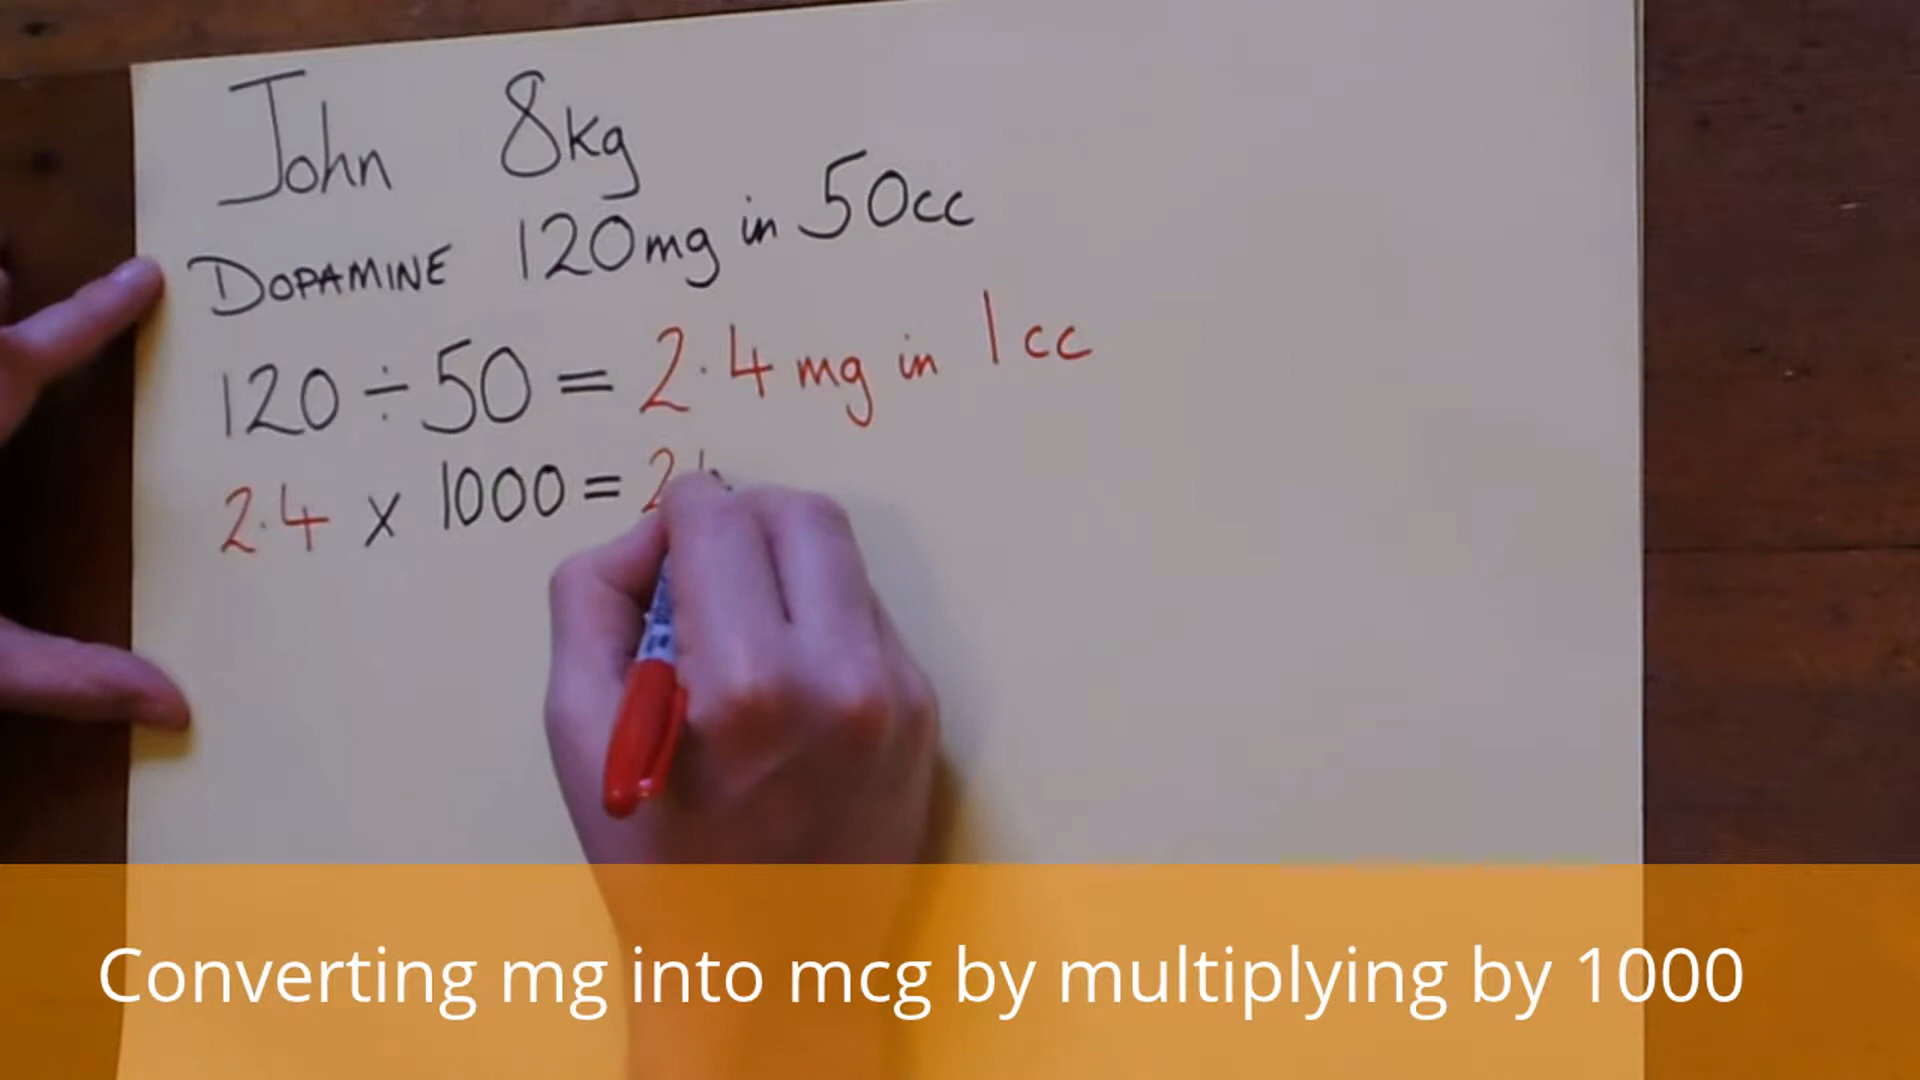 John 8kg
DOPAMINE 120mg in 50cc
120 ÷ 50 = 2.4 mg in 1cc
2.4 x 1000 = 2
Converting mg into mcg by multiplying by 1000